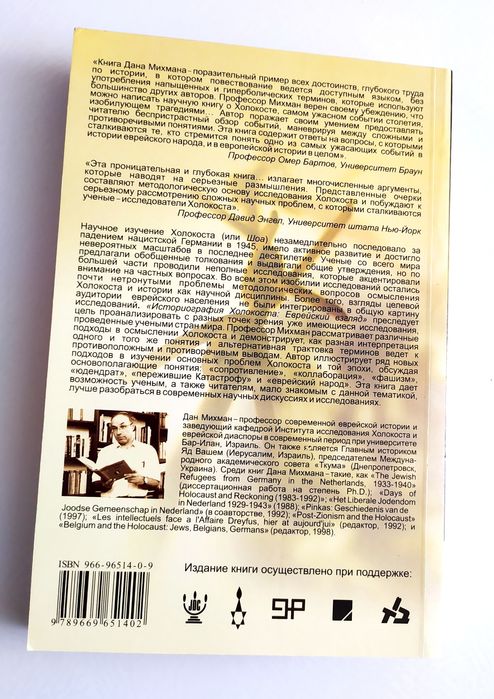 «Книга Дана Михмана – поразительный пример всех достоинств, глубокого труда
по истории, в котором повествование ведется доступным языком, без
употребления напыщенных и гиперболических терминов, которые используют
большинство других авторов. Профессор Михман верен своему убеждению, что
можно написать научную книгу о Холокосте, самом ужасном событии столетия,
изобилующем трагедиями... Автор поражает своим умением предоставлять
читателю беспристрастный обзор событий, маневрируя между сложными и
противоречивыми понятиями. Эта книга содержит ответы на вопросы, с которыми
сталкиваются те, кто стремится понять одно из самых ужасающих событий в
истории еврейского народа, и в европейской истории в целом».
Профессор Омер Бартов, Университет Браун
«Эта проницательная и глубокая книга... излагает многочисленные аргументы,
которые наводят на серьезные размышления. Представленные очерки
составляют методологическую основу исследования Холокоста и побуждают к
серьезному рассмотрению сложных научных проблем, с которыми сталкиваются
ученые – исследователи Холокоста».
Профессор Давид Энгел, Университет штата Нью-Йорк
Научное изучение Холокоста (или Шоа) незамедлительно последовало за
падением нацистской Германии в 1945, имело активное развитие и достигло
невероятных масштабов в последнее десятилетие. Ученые со всего мира
предлагали обобщенные толкования и выдвигали общие утверждения, но по
большей части проводили неполные исследования, которые акцентировали
внимание на частных вопросах. Во всем этом изобилии исследований остались
почти нетронутыми проблемы методологических вопросов осмысления
Холокоста и истории как научной дисциплины. Более того, взгляды целевой
аудитории еврейского населения не были интегрированы в общую картину
исследований. «Историография Холокоста: Еврейский взгляд» преследует
цель проанализировать с разных точек зрения уже имеющиеся исследования,
проведенные учеными стран мира. Профессор Михман рассматривает различные
подходы в осмыслении Холокоста и демонстрирует, как разная интерпретация
одного и того же понятия и альтернативная трактовка терминов ведет к
противоположным и противоречивым выводам. Автор иллюстрирует ряд новых
подходов в изучении основных проблем Холокоста и той эпохи, обсуждая
основополагающие понятия: «сопротивление», «коллаборация», «фашизм»,
«юденрат», «пережившие Катастрофу» и «еврейский народ». Эта книга дает
возможность ученым, а также читателям, мало знакомым с данной тематикой,
лучше разобраться в современных научных дискуссиях и исследованиях.
Дан Михман – профессор современной еврейской истории и
заведующий кафедрой Института исследования Холокоста и
еврейской диаспоры в современный период при университете
Бар-Илан, Израиль. Он также является Главным историком
Яд Вашем (Иерусалим, Израиль), председателем Междуна-
родного академического совета «Ткума» (Днепропетровск,
Украина). Среди книг Дана Михмана – такие, как «The Jewish
Refugees from Germany in the Netherlands, 1933-1940»
(диссертационная работа на степень Ph.D.); «Days of
Holocaust and Reckoning (1983-1992)»; «Het Liberale Jodendom
in Nederland 1929-1943» (1988); «Pinkas: Geschiedenis van de
Joodse Gemeenschap in Nederland» (в соавторстве, 1992); «Post-Zionism and the Holocaust»
(1997); «Les intellectuels face a l'Affaire Dreyfus, hier at aujourd'jui» (редактор, 1992); и
«Belgium and the Holocaust: Jews, Belgians, Germans» (редактор, 1998).
ISBN 966-96514-0-9
9 789669 651402
Издание книги осуществлено при поддержке:
JDC